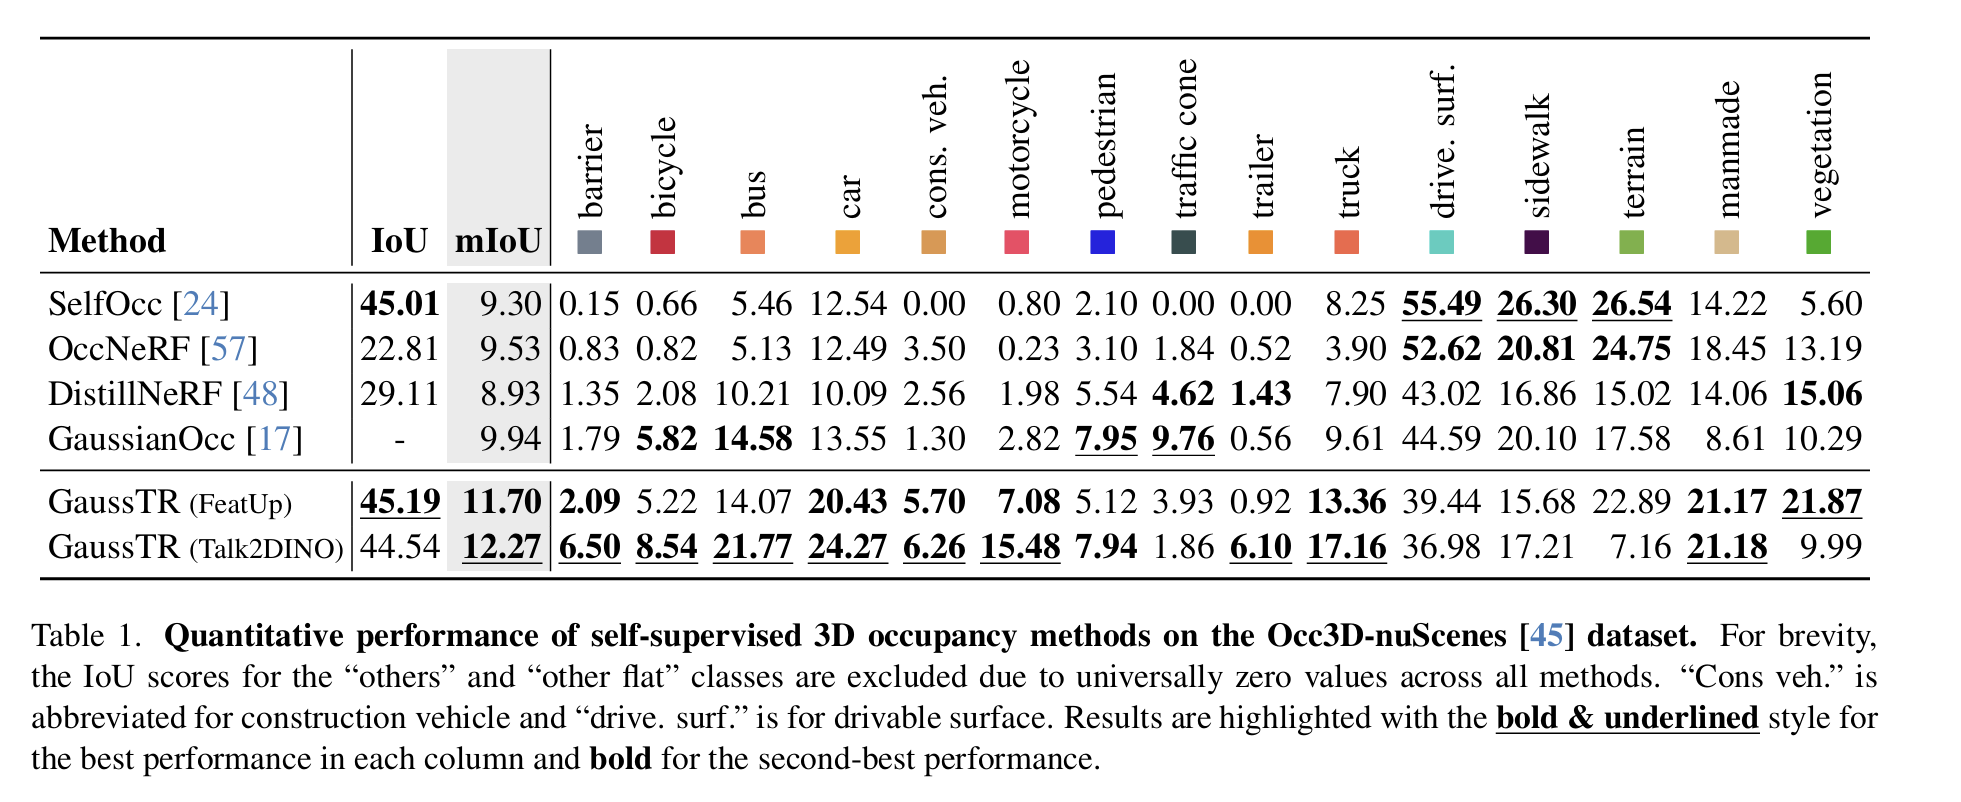 barrier bicycle bus car cons. veh. motorcycle pedestrian traffic cone trailer truck drive. surf. sidewalk terrain manmade vegetation
Method IoU mIoU
SelfOcc [24] 45.01 9.30 0.15 0.66 5.46 12.54 0.00 0.80 2.10 0.00 0.00 8.25 55.49 26.30 26.54 14.22 5.60
OccNeRF [57] 22.81 9.53 0.83 0.82 5.13 12.49 3.50 0.23 3.10 1.84 0.52 3.90 52.62 20.81 24.75 18.45 13.19
DistillNeRF [48] 29.11 8.93 1.35 2.08 10.21 10.09 2.56 1.98 5.54 4.62 1.43 7.90 43.02 16.86 15.02 14.06 15.06
GaussianOcc [17] - 9.94 1.79 5.82 14.58 13.55 1.30 2.82 7.95 9.76 0.56 9.61 44.59 20.10 17.58 8.61 10.29
GaussTR (FeatUp) 45.19 11.70 2.09 5.22 14.07 20.43 5.70 7.08 5.12 3.93 0.92 13.36 39.44 15.68 22.89 21.17 21.87
GaussTR (Talk2DINO) 44.54 12.27 6.50 8.54 21.77 24.27 6.26 15.48 7.94 1.86 6.10 17.16 36.98 17.21 7.16 21.18 9.99
Table 1. Quantitative performance of self-supervised 3D occupancy methods on the Occ3D-nuScenes [45] dataset. For brevity,
the IoU scores for the “others” and “other flat” classes are excluded due to universally zero values across all methods. “Cons veh.” is
abbreviated for construction vehicle and “drive. surf.” is for drivable surface. Results are highlighted with the bold & underlined style for
the best performance in each column and bold for the second-best performance.